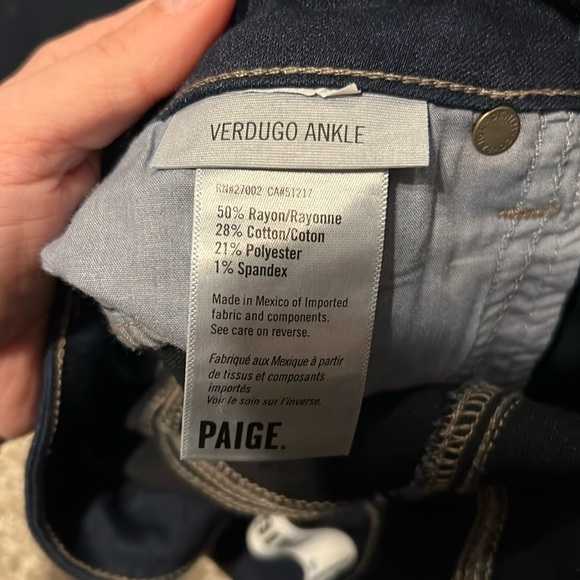 VERDUGO ANKLE
RN#27002 CA#51217
50% Rayon/Rayonne
28% Cotton/Coton
21% Polyester
1% Spandex
Made in Mexico of Imported
fabric and components.
See care on reverse.
Fabriqué aux Mexique à partir
de tissus et composants
importés
Voir le soin sur l'inverse.
PAIGE.